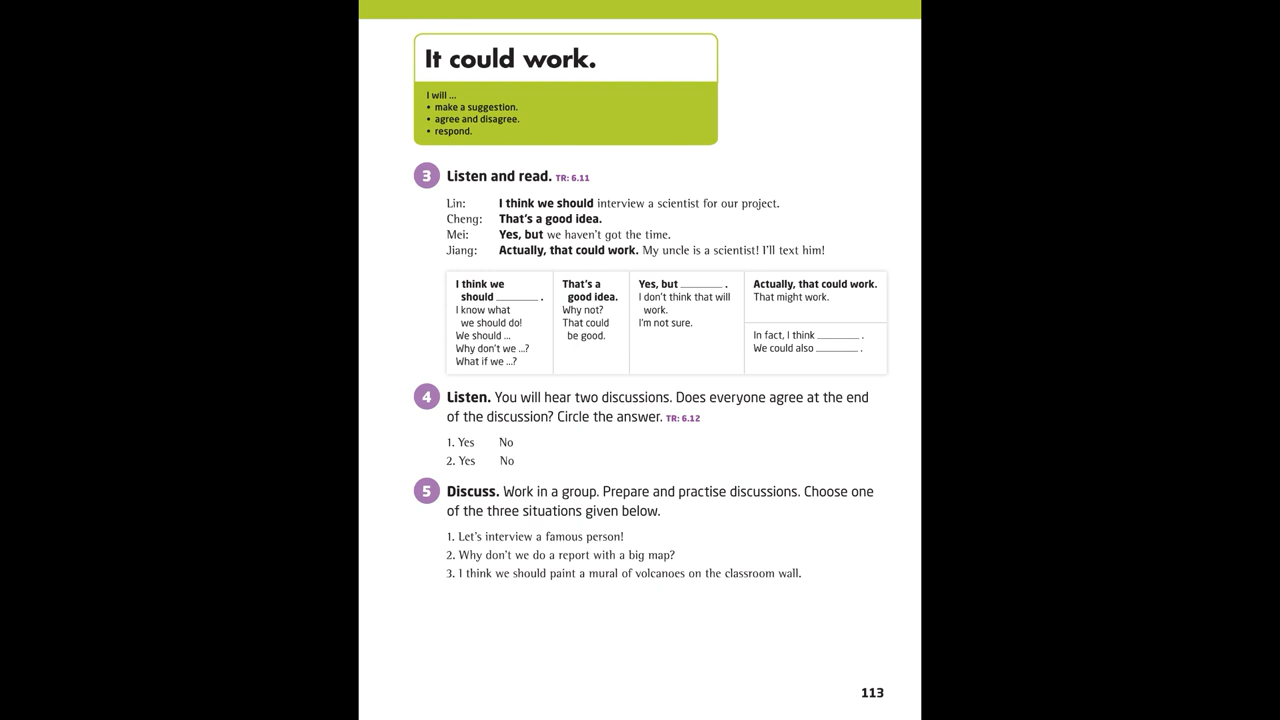 It could work.
I will ...
• make a suggestion.
• agree and disagree.
• respond.
3 Listen and read. TR: 6.11
Lin: I think we should interview a scientist for our project.
Cheng: That's a good idea.
Mei: Yes, but we haven't got the time.
Jiang: Actually, that could work. My uncle is a scientist! I'll text him!
I think we
should ________ .
I know what
we should do!
We should ...
Why don't we ...?
What if we ...?
That's a
good idea.
Why not?
That could
be good.
Yes, but ________ .
I don't think that will
work.
I'm not sure.
Actually, that could work.
That might work.
In fact, I think ________ .
We could also ________ .
4 Listen. You will hear two discussions. Does everyone agree at the end
of the discussion? Circle the answer. TR: 6.12
1. Yes No
2. Yes No
5 Discuss. Work in a group. Prepare and practise discussions. Choose one
of the three situations given below.
1. Let's interview a famous person!
2. Why don't we do a report with a big map?
3. I think we should paint a mural of volcanoes on the classroom wall.
113